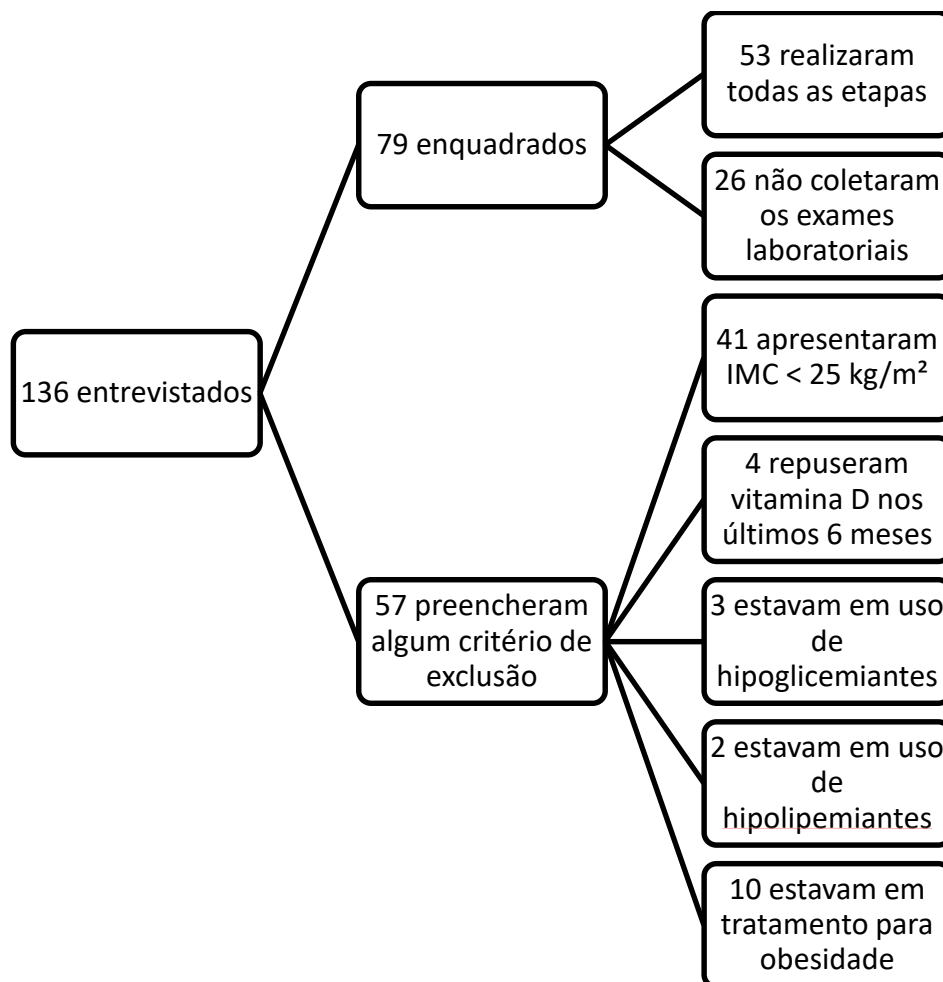 136 entrevistados
79 enquadrados
53 realizaram
todas as etapas
26 não coletaram
os exames
laboratoriais
57 preencheram
algum critério de
exclusão
41 apresentaram
IMC < 25 kg/m²
4 repuseram
vitamina D nos
últimos 6 meses
3 estavam em uso
de
hipoglicemiantes
2 estavam em uso
de
hipolipemiantes
10 estavam em
tratamento para
obesidade